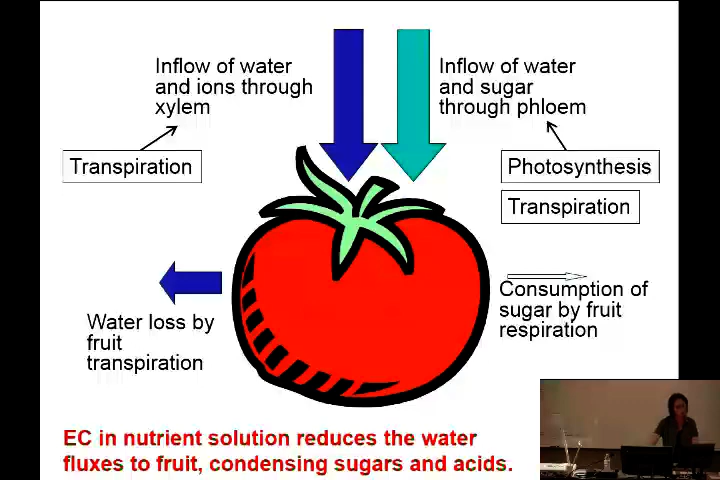 Inflow of water
and ions through
xylem
Inflow of water
and sugar
through phloem
Transpiration
Photosynthesis
Transpiration
Water loss by
fruit
transpiration
Consumption of
sugar by fruit
respiration
EC in nutrient solution reduces the water
fluxes to fruit, condensing sugars and acids.